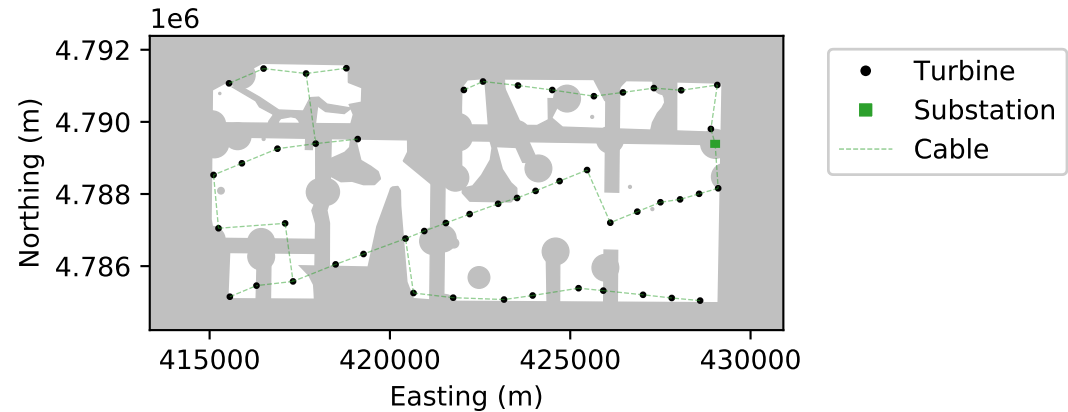 1e6
4.792
4.790
4.788
4.786
Northing (m)
415000 420000 425000 430000
Easting (m)
Turbine
Substation
Cable